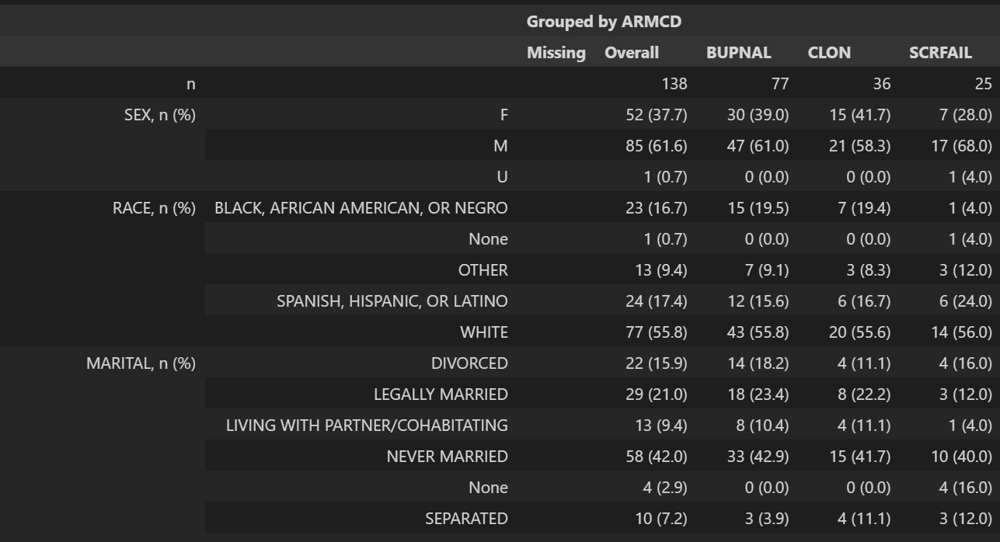 Grouped by ARMCD
Missing Overall BUPNAL CLON SCRFAIL
n 138 77 36 25
SEX, n (%) F 52 (37.7) 30 (39.0) 15 (41.7) 7 (28.0)
M 85 (61.6) 47 (61.0) 21 (58.3) 17 (68.0)
U 1 (0.7) 0 (0.0) 0 (0.0) 1 (4.0)
RACE, n (%) BLACK, AFRICAN AMERICAN, OR NEGRO 23 (16.7) 15 (19.5) 7 (19.4) 1 (4.0)
None 1 (0.7) 0 (0.0) 0 (0.0) 1 (4.0)
OTHER 13 (9.4) 7 (9.1) 3 (8.3) 3 (12.0)
SPANISH, HISPANIC, OR LATINO 24 (17.4) 12 (15.6) 6 (16.7) 6 (24.0)
WHITE 77 (55.8) 43 (55.8) 20 (55.6) 14 (56.0)
MARITAL, n (%) DIVORCED 22 (15.9) 14 (18.2) 4 (11.1) 4 (16.0)
LEGALLY MARRIED 29 (21.0) 18 (23.4) 8 (22.2) 3 (12.0)
LIVING WITH PARTNER/COHABITATING 13 (9.4) 8 (10.4) 4 (11.1) 1 (4.0)
NEVER MARRIED 58 (42.0) 33 (42.9) 15 (41.7) 10 (40.0)
None 4 (2.9) 0 (0.0) 0 (0.0) 4 (16.0)
SEPARATED 10 (7.2) 3 (3.9) 4 (11.1) 3 (12.0)